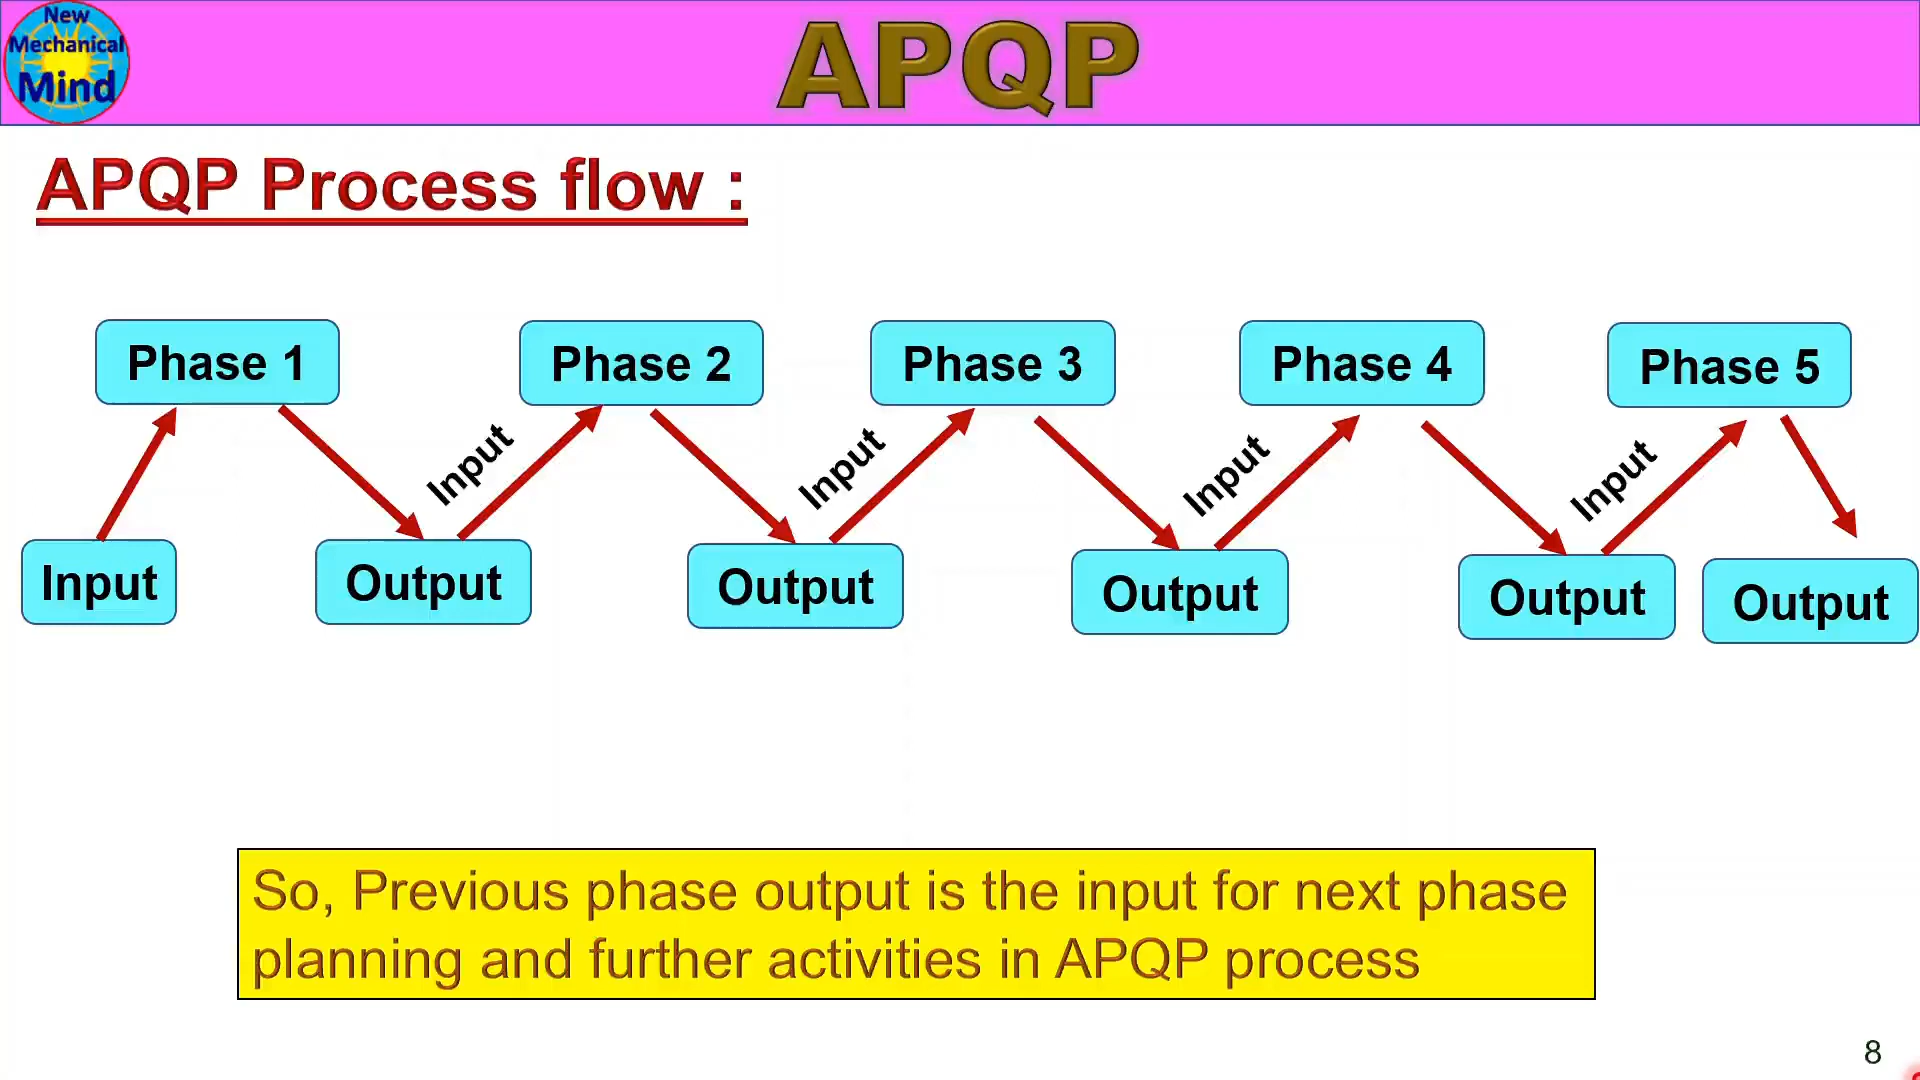 New
Mechanical
Mind
APQP
APQP Process flow :
Phase 1
Phase 2
Phase 3
Phase 4
Phase 5
Input
Input
Input
Input
Input
Output
Output
Output
Output
Output
So, Previous phase output is the input for next phase
planning and further activities in APQP process
8